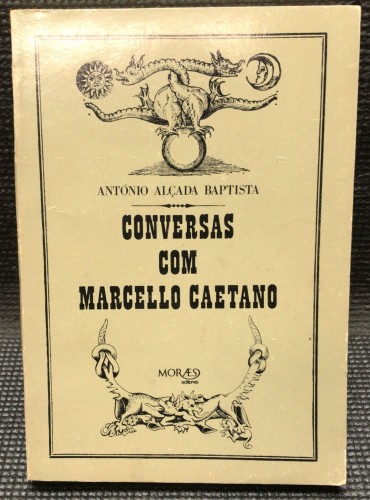 ANTÓNIO ALÇADA BAPTISTA
CONVERSAS
COM
MARCELLO CAETANO
MORÆS
editores